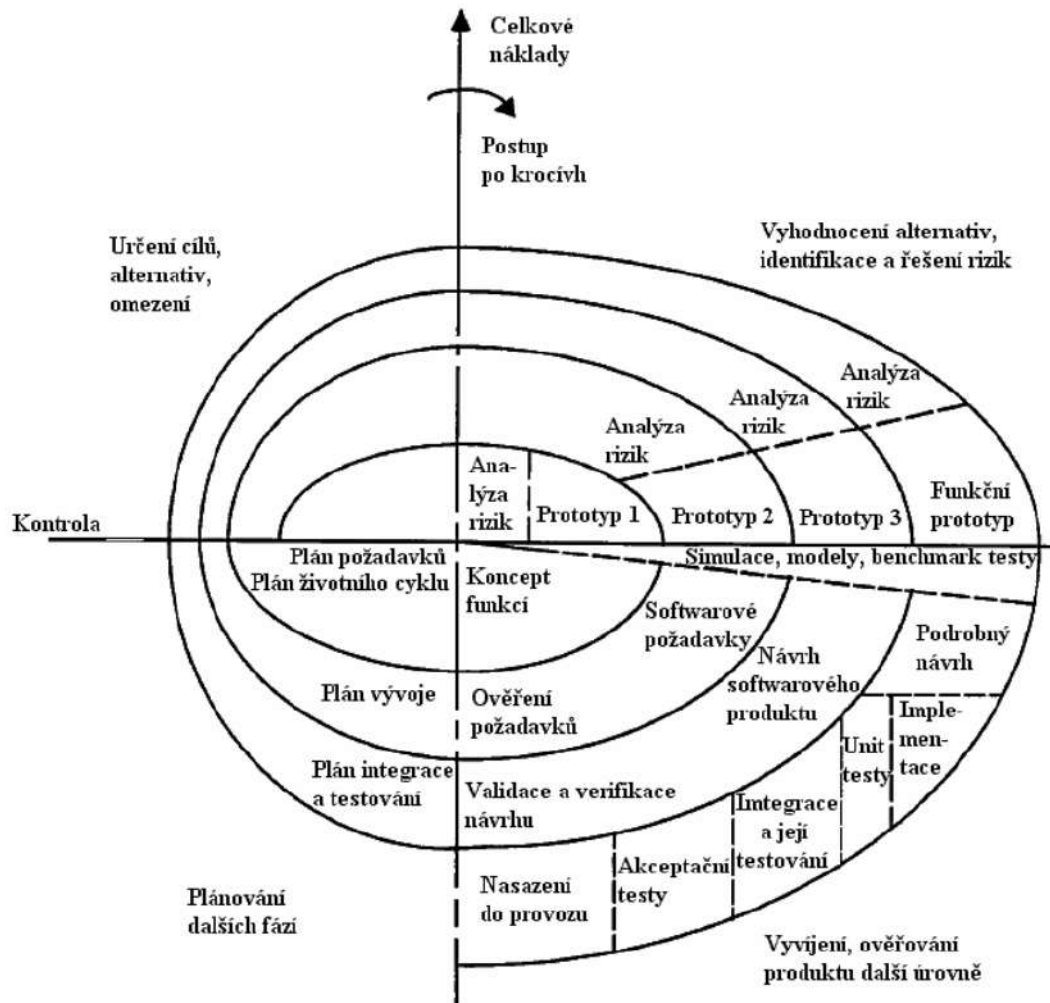 Celkové
náklady
Postup
po krocívh
Určení cílů,
alternativ,
omezení
Vyhodnocení alternativ,
identifikace a řešení rizik
Analýza
rizik
Analýza
rizik
Analýza
rizik
Ana-
lýza
rizik
Prototyp 1
Prototyp 2
Prototyp 3
Funkční
prototyp
Kontrola
Simulace, modely, benchmark testy
Plán požadavků
Plán životního cyklu
Koncept
funkcí
Softwarové
požadavky
Návrh
softwarového
produktu
Podrobný
návrh
Plán vývoje
Ověření
požadavků
Imple-
men-
tace
Unit
testy
Plán integrace
a testování
Validace a verifikace
návrhu
Imtegrace
a její
testování
Akceptační
testy
Nasazení
do provozu
Plánování
dalších fází
Vyvíjení, ověřování
produktu další úrovně